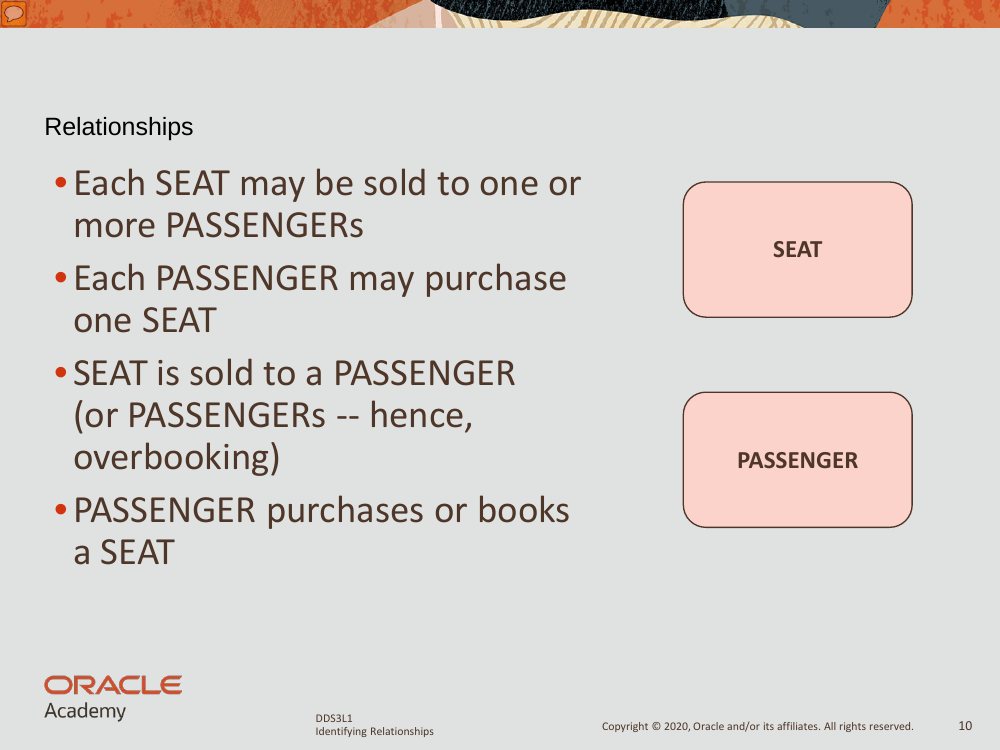 Relationships
•Each SEAT may be sold to one or
more PASSENGERs
•Each PASSENGER may purchase
one SEAT
•SEAT is sold to a PASSENGER
(or PASSENGERs -- hence,
overbooking)
•PASSENGER purchases or books
a SEAT
SEAT
PASSENGER
ORACLE
Academy
DDS3L1
Identifying Relationships
Copyright © 2020, Oracle and/or its affiliates. All rights reserved.
10